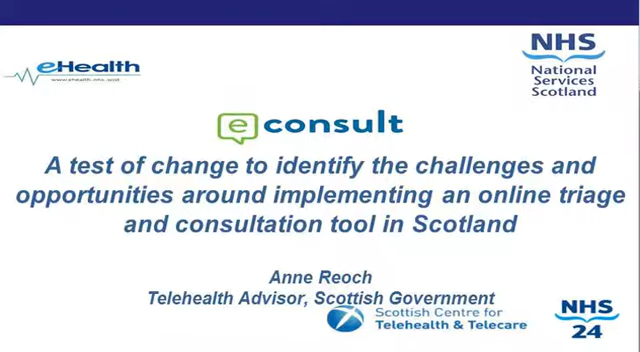 eHealth
www.ehealth.nhs.scot
NHS
National
Services
Scotland
e consult
A test of change to identify the challenges and
opportunities around implementing an online triage
and consultation tool in Scotland
Anne Reoch
Telehealth Advisor, Scottish Government
Scottish Centre for
Telehealth & Telecare
NHS
24